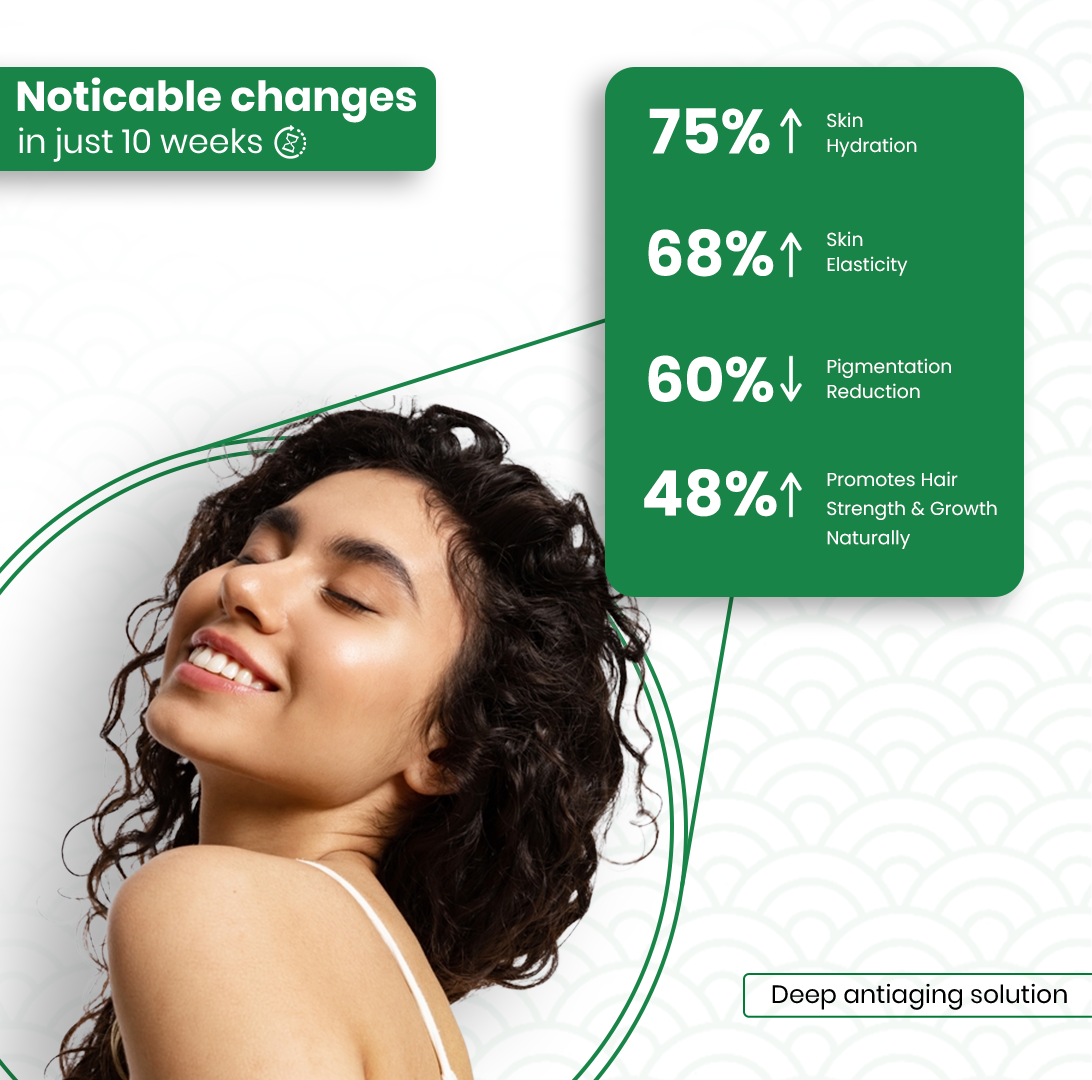 Noticable changes
in just 10 weeks
75%↑ Skin
Hydration
68%↑ Skin
Elasticity
60%↓ Pigmentation
Reduction
48%↑ Promotes Hair
Strength & Growth
Naturally
Deep antiaging solution